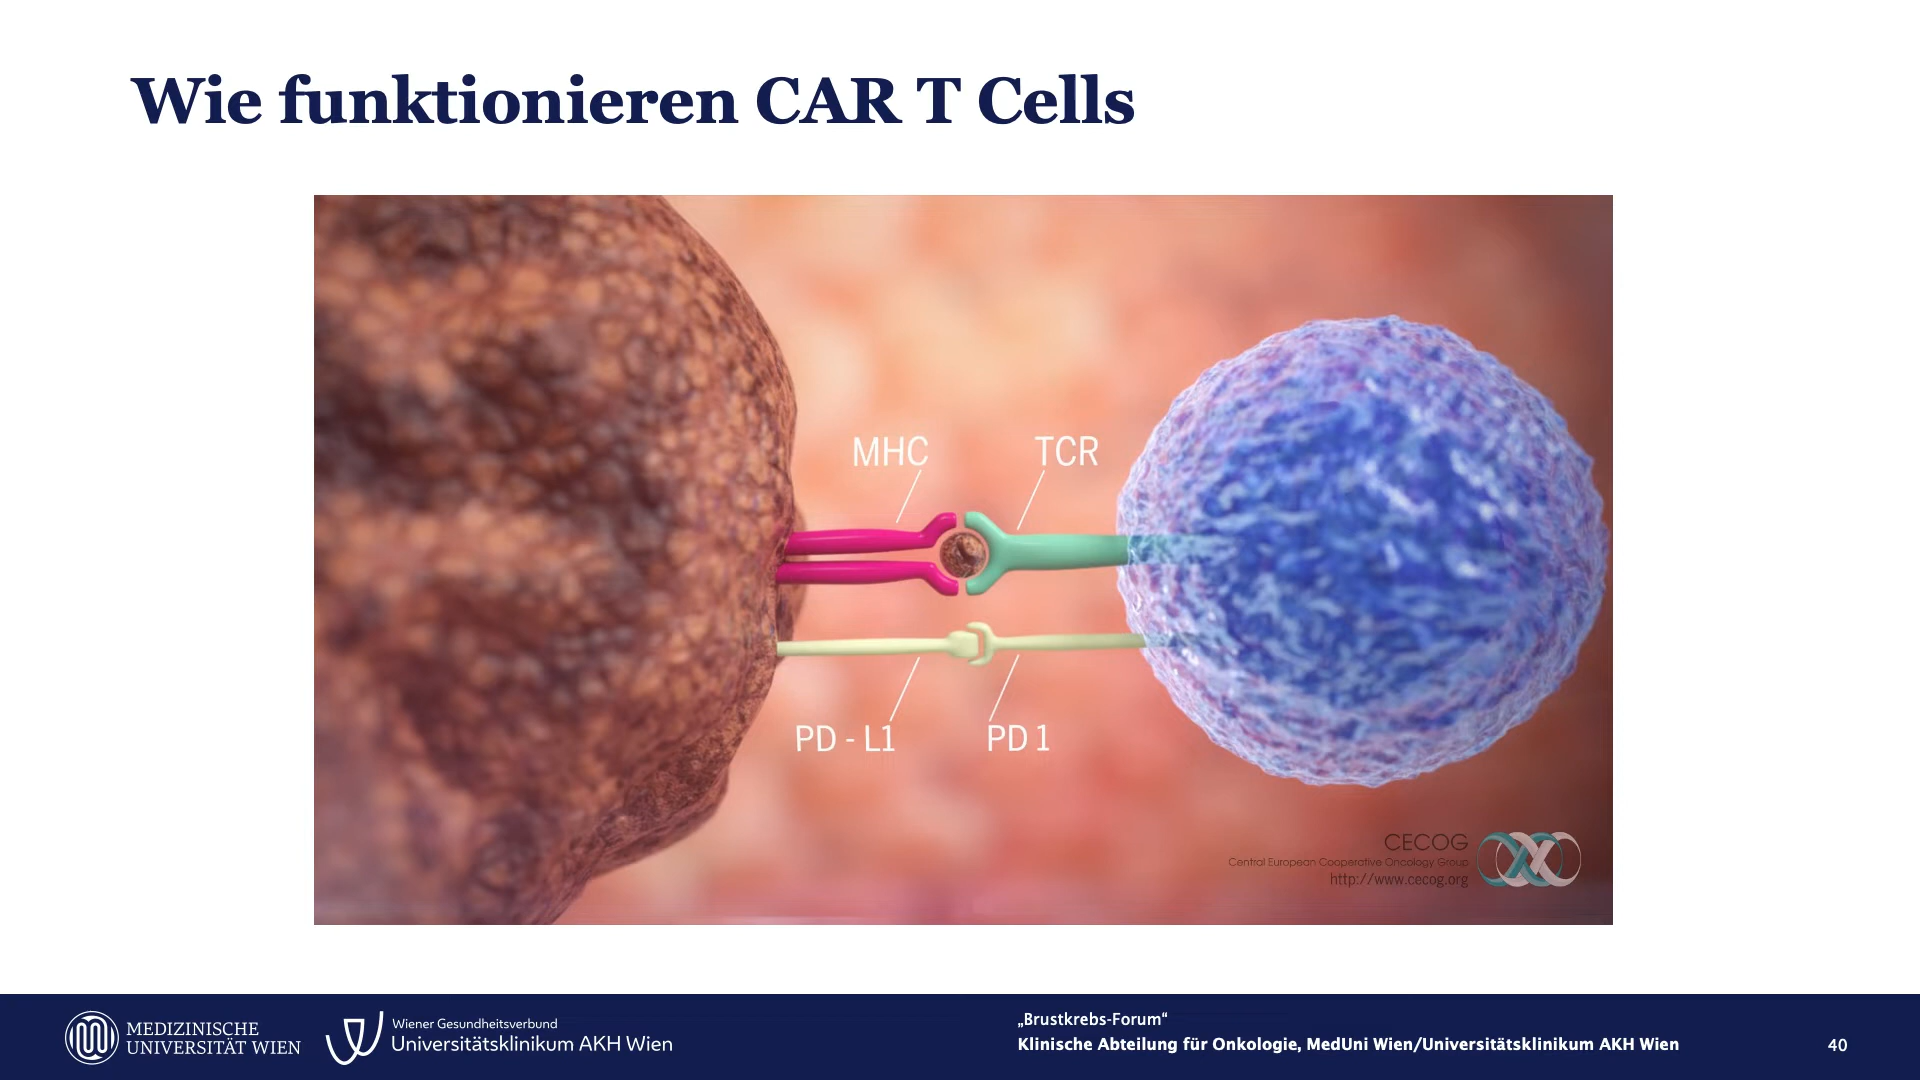 Wie funktionieren CAR T Cells
MHC
TCR
PD - L1
PD 1
CECOG
Central European Cooperative Oncology Group
http://www.cecog.org
MEDIZINISCHE
UNIVERSITÄT WIEN
Wiener Gesundheitsverbund
Universitätsklinikum AKH Wien
„Brustkrebs-Forum“
Klinische Abteilung für Onkologie, MedUni Wien/Universitätsklinikum AKH Wien
40